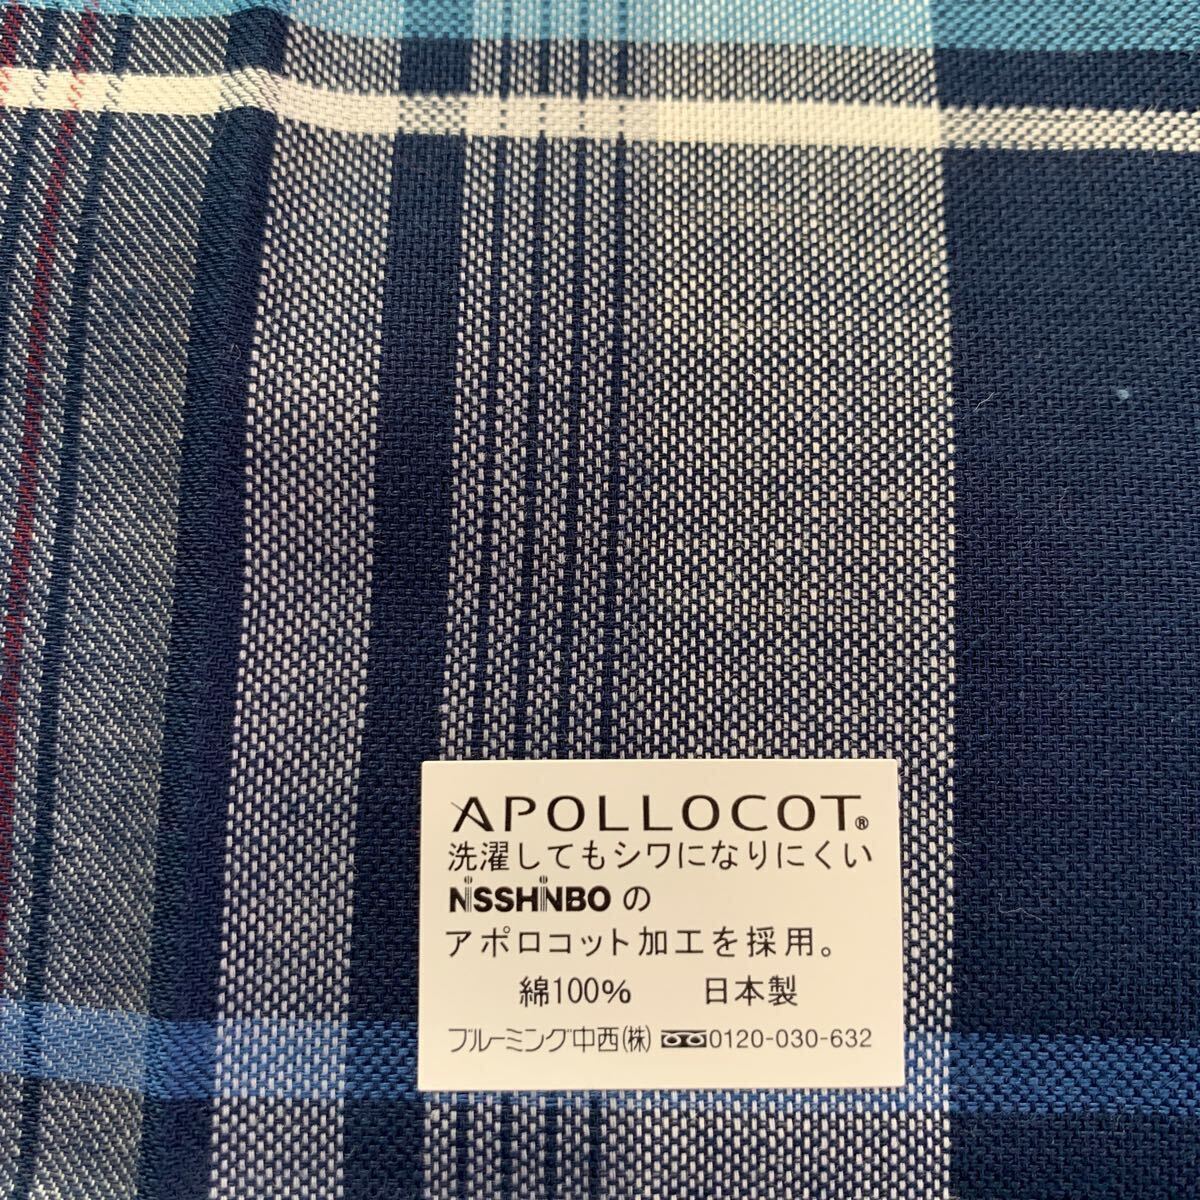 APOLLOCOT®
洗濯してもシワになりにくい
NISSHINBO の
アポロコット加工を採用。
綿100% 日本製
ブルーミング中西(株) 0120-030-632